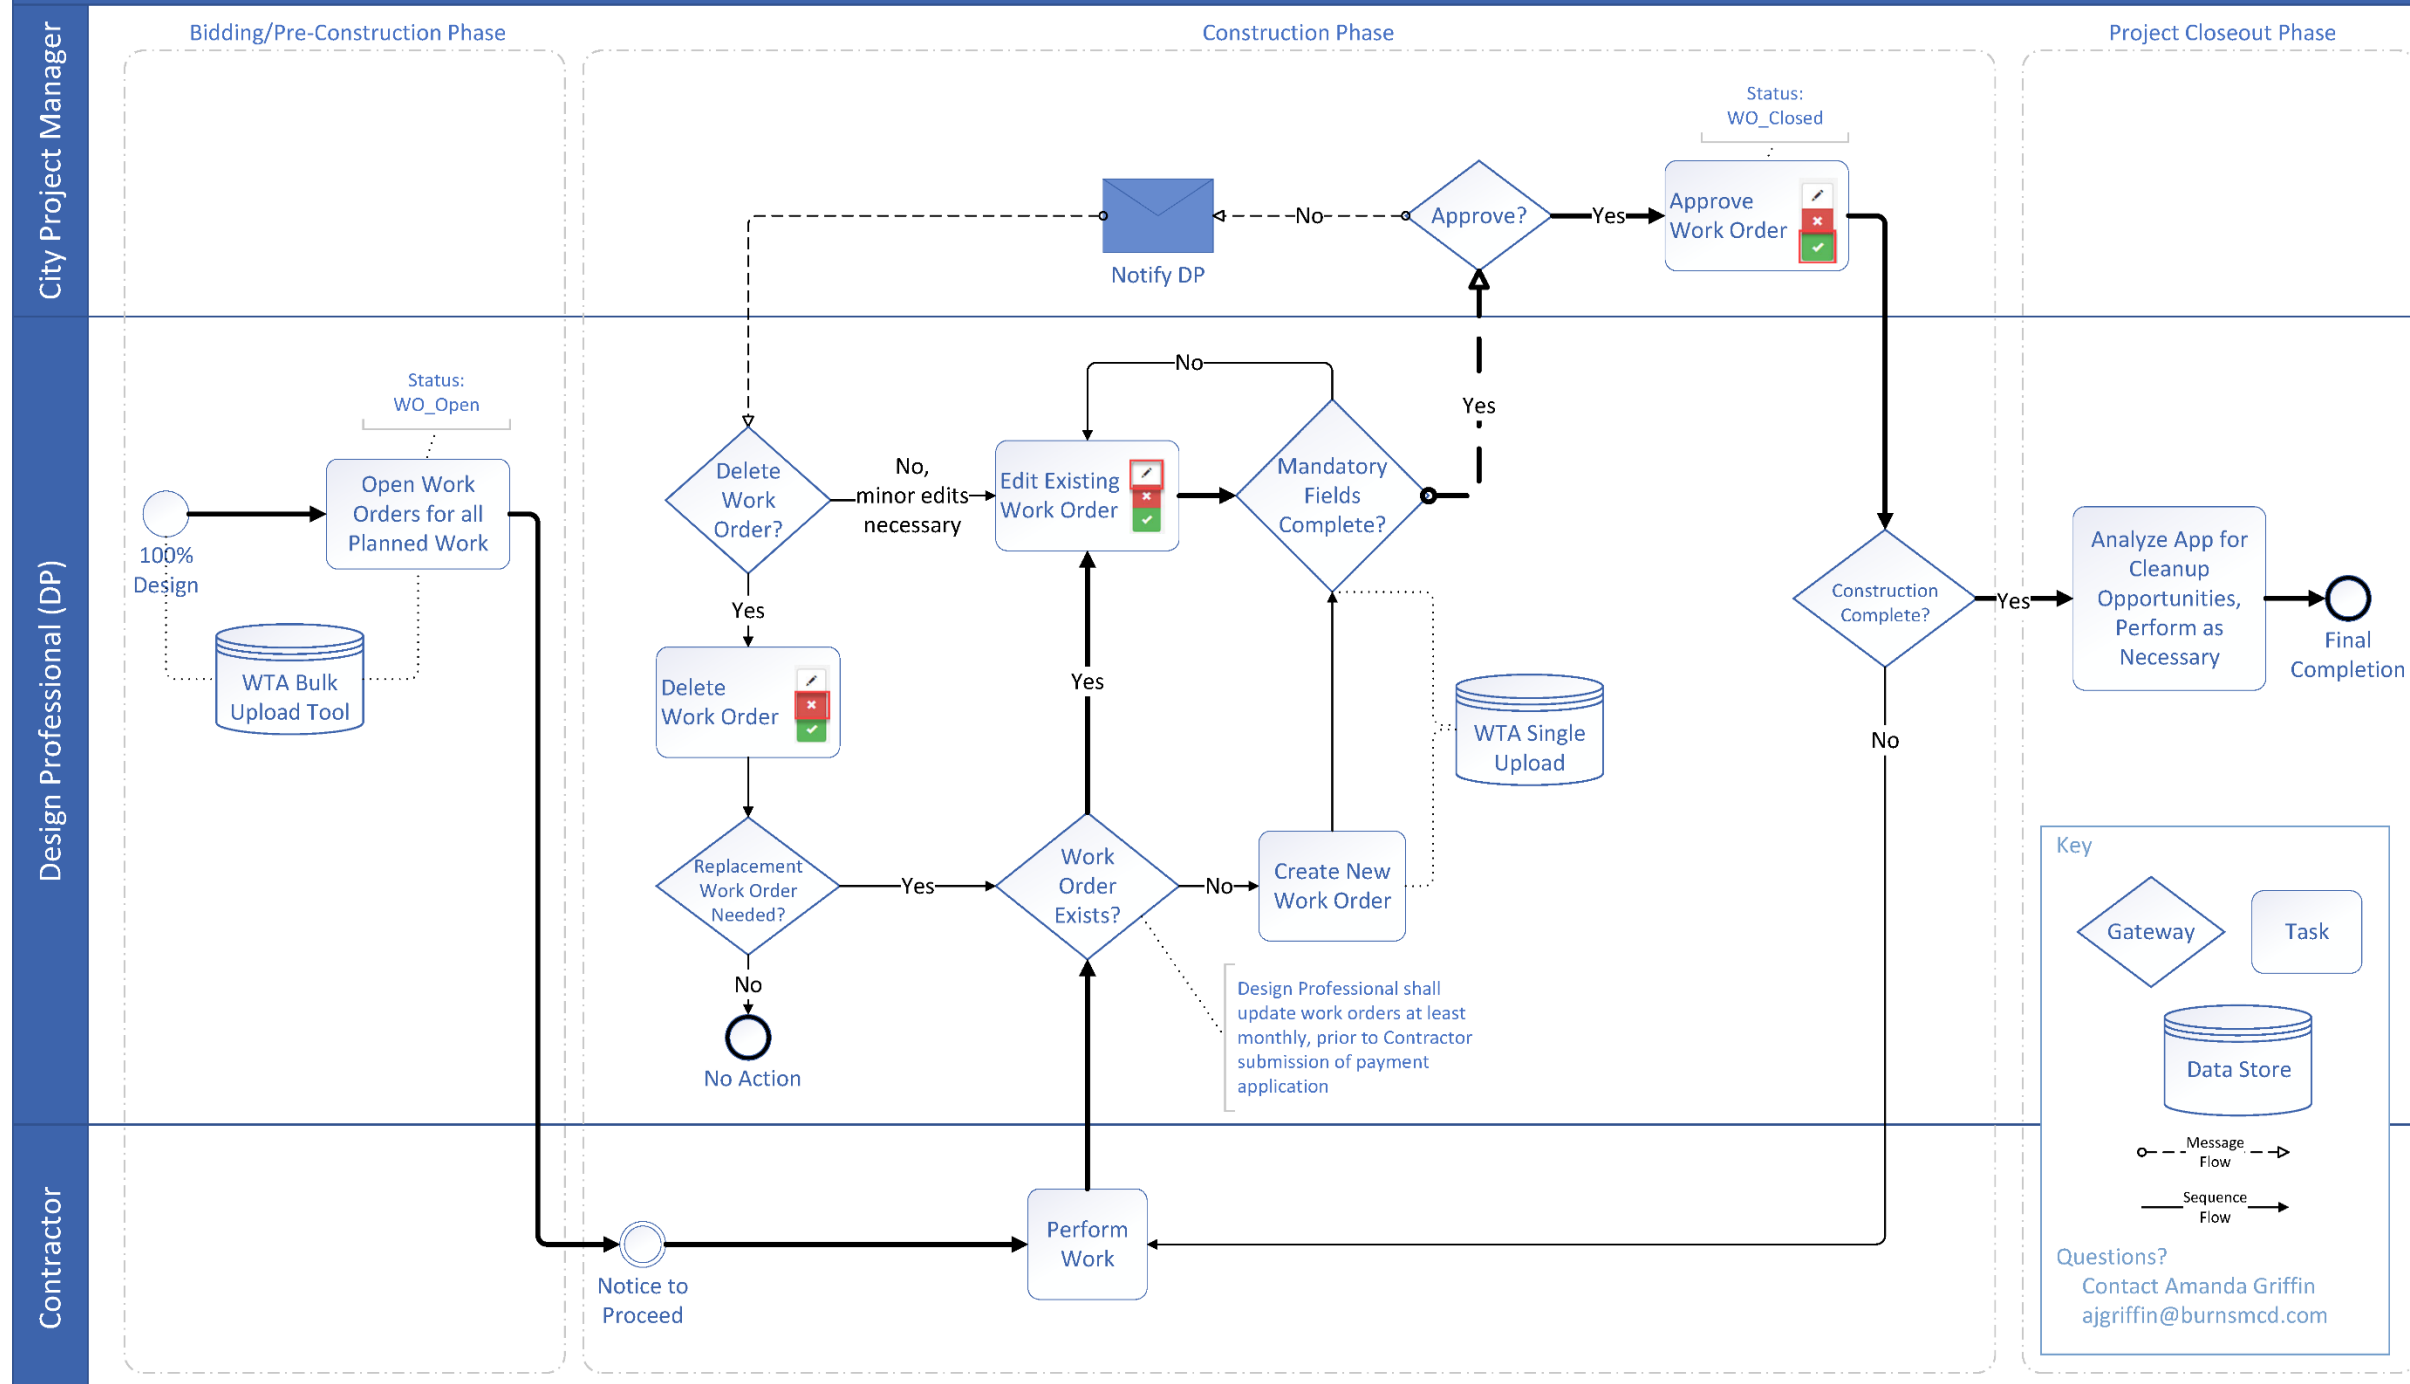 City Project Manager
Design Professional (DP)
Contractor
Bidding/Pre-Construction Phase
Construction Phase
Project Closeout Phase
Status:
WO_Closed
Notify DP
No
Approve?
Yes
Approve
Work Order
Status:
WO_Open
100%
Design
Open Work
Orders for all
Planned Work
WTA Bulk
Upload Tool
Delete
Work
Order?
No,
minor edits
necessary
Edit Existing
Work Order
No
Mandatory
Fields
Complete?
Yes
Yes
Delete
Work Order
Yes
WTA Single
Upload
Replacement
Work Order
Needed?
Yes
Work
Order
Exists?
No
Create New
Work Order
No
No Action
Design Professional shall
update work orders at least
monthly, prior to Contractor
submission of payment
application
Construction
Complete?
Yes
No
Analyze App for
Cleanup
Opportunities,
Perform as
Necessary
Final
Completion
Notice to
Proceed
Perform
Work
Key
Gateway
Task
Data Store
Message
Flow
Sequence
Flow
Questions?
Contact Amanda Griffin
ajgriffin@burnsmcd.com